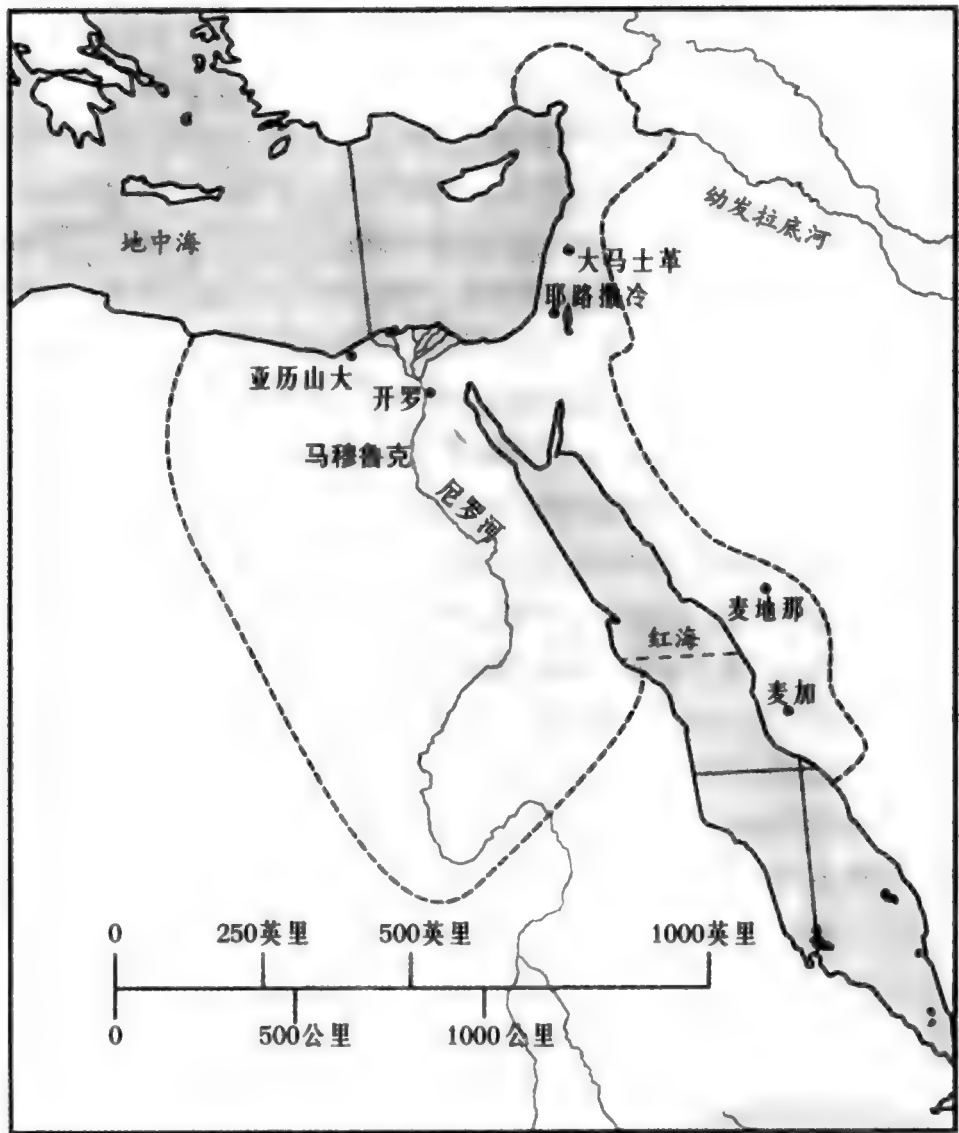 幼发拉底河
地中海
大马士革
耶路撒冷
亚历山大
开罗
马穆鲁克
尼罗河
麦地那
红海
麦加
0 250英里 500英里 1000英里
0 500公里 1000公里